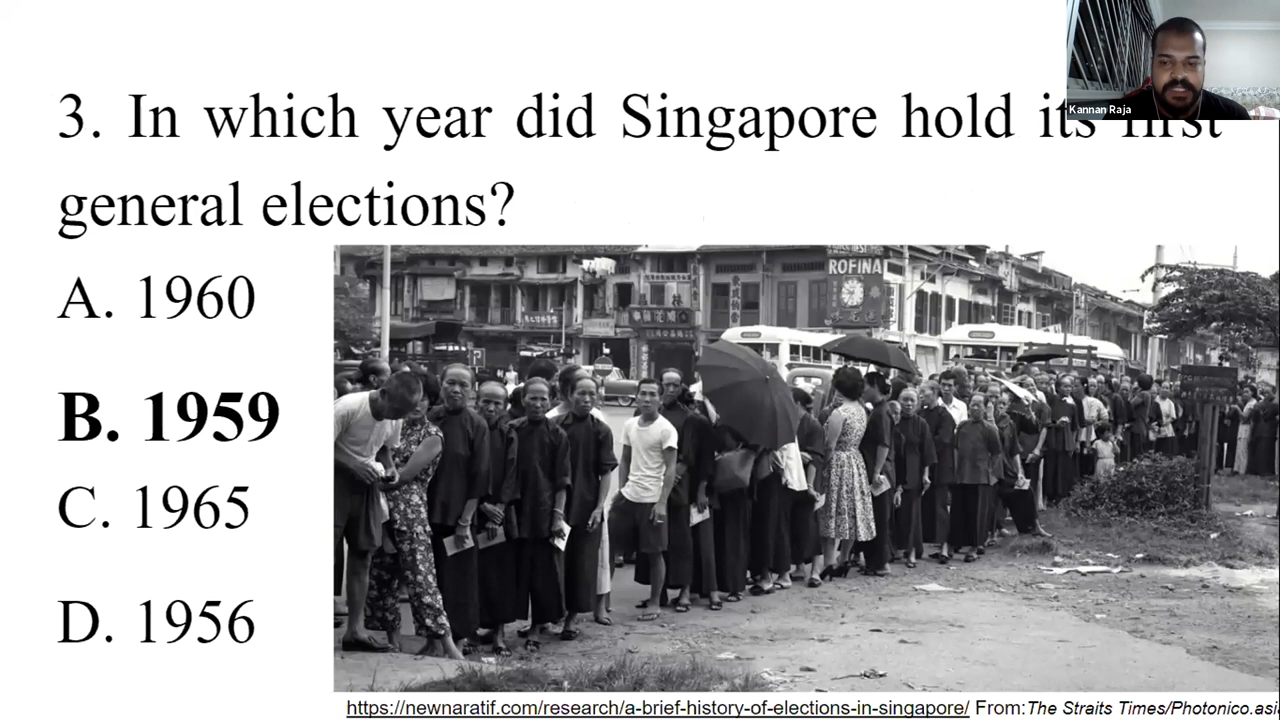 3. In which year did Singapore hold its first
general elections?
A. 1960
B. 1959
C. 1965
D. 1956
Kannan Raja
ROFINA
P
https://newnaratif.com/research/a-brief-history-of-elections-in-singapore/ From:The Straits Times/Photonico.asi